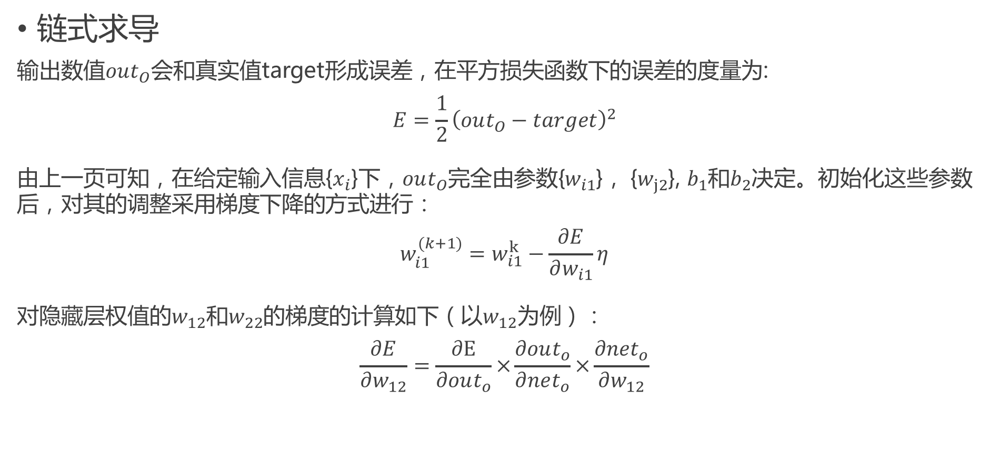 • 链式求导
输出数值$out_O$会和真实值target形成误差，在平方损失函数下的误差的度量为:
$E = \frac{1}{2}(out_O - target)^2$
由上一页可知，在给定输入信息{$x_i$}下，$out_O$完全由参数{$w_{i1}$}， {$w_{j2}$}, $b_1$和$b_2$决定。初始化这些参数
后，对其的调整采用梯度下降的方式进行：
$w_{i1}^{(k+1)} = w_{i1}^{k} - \frac{\partial E}{\partial w_{i1}} \eta$
对隐藏层权值的$w_{12}$和$w_{22}$的梯度的计算如下（以$w_{12}$为例）：
$\frac{\partial E}{\partial w_{12}} = \frac{\partial E}{\partial out_o} \times \frac{\partial out_o}{\partial net_o} \times \frac{\partial net_o}{\partial w_{12}}$